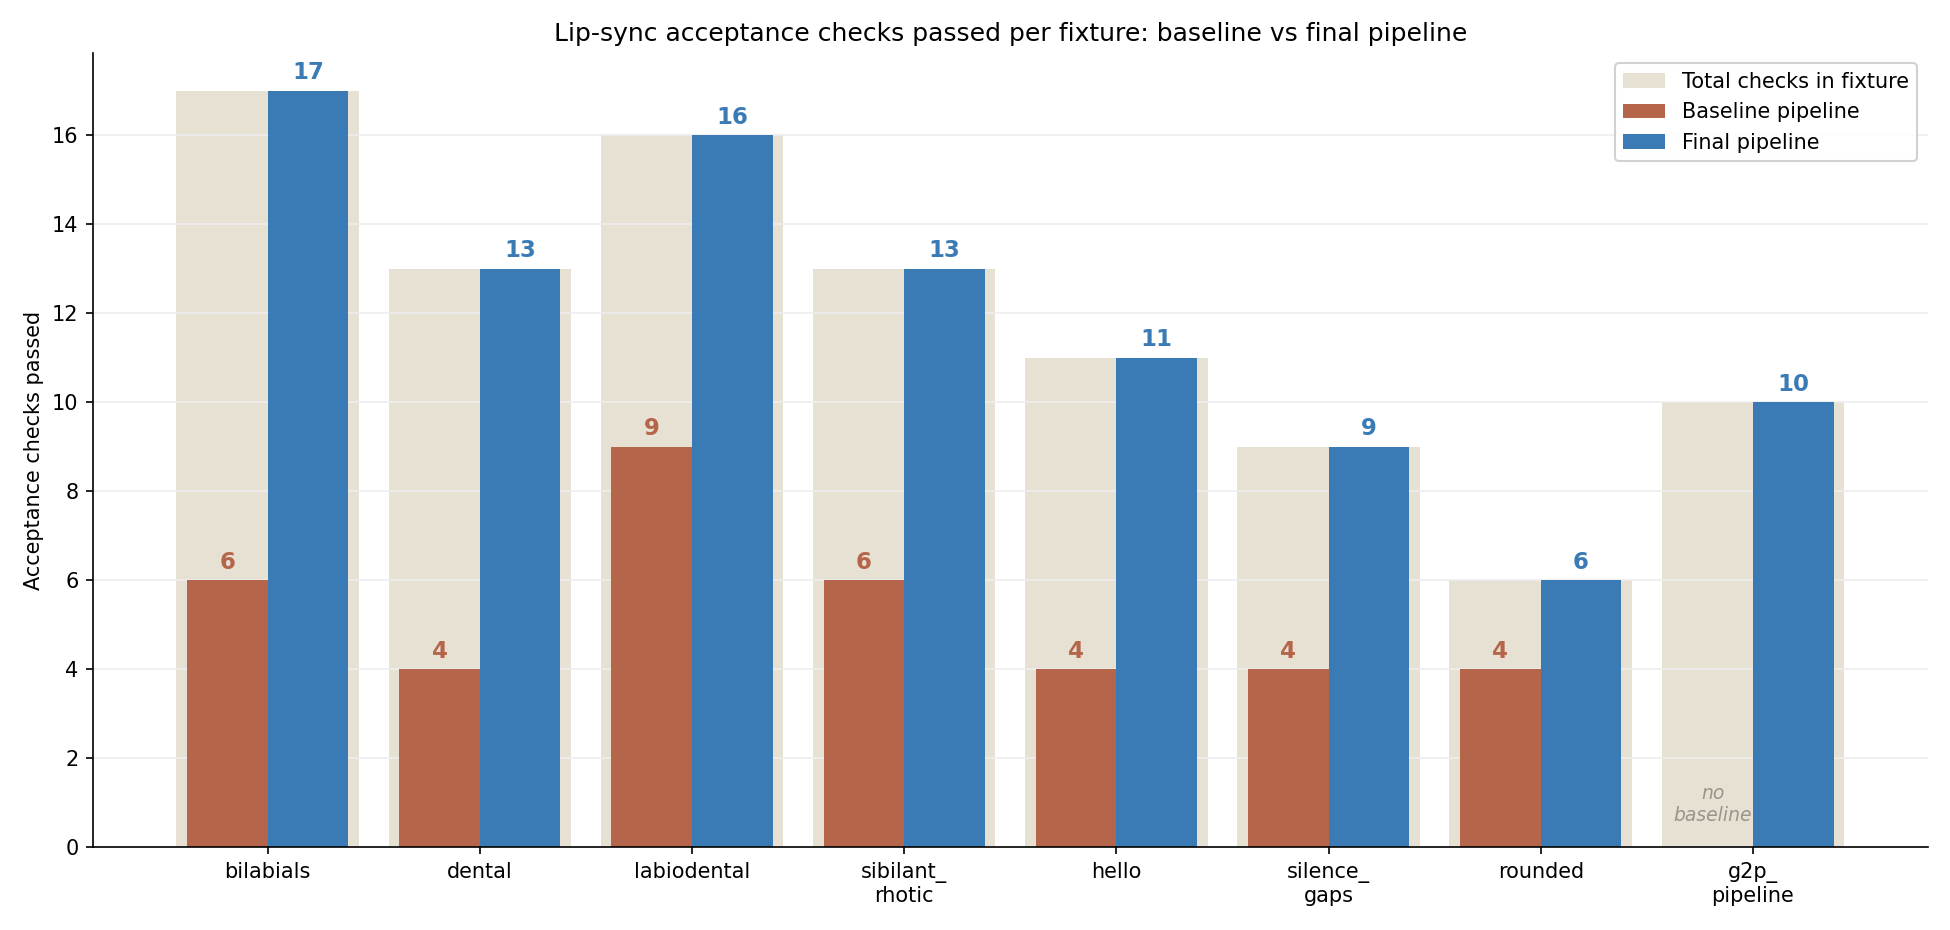 Lip-sync acceptance checks passed per fixture: baseline vs final pipeline
Total checks in fixture
Baseline pipeline
Final pipeline
Acceptance checks passed
16
14
12
10
8
6
4
2
0
6
17
4
13
9
16
6
13
4
11
4
9
4
6
no
baseline
10
bilabials
dental
labiodental
sibilant_
rhotic
hello
silence_
gaps
rounded
g2p_
pipeline